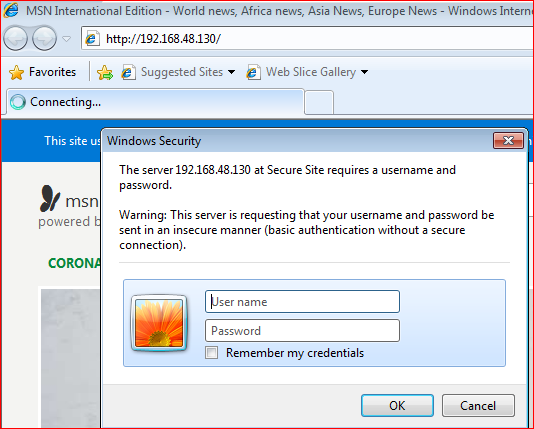 MSN International Edition - World news, Africa news, Asia News, Europe News - Windows Intern
http://192.168.48.130/
Favorites Suggested Sites Web Slice Gallery
Connecting...
This site us
Windows Security
The server 192.168.48.130 at Secure Site requires a username and
password.
msn
powered b
Warning: This server is requesting that your username and password be
sent in an insecure manner (basic authentication without a secure
connection).
CORONA
User name
Password
Remember my credentials
OK Cancel